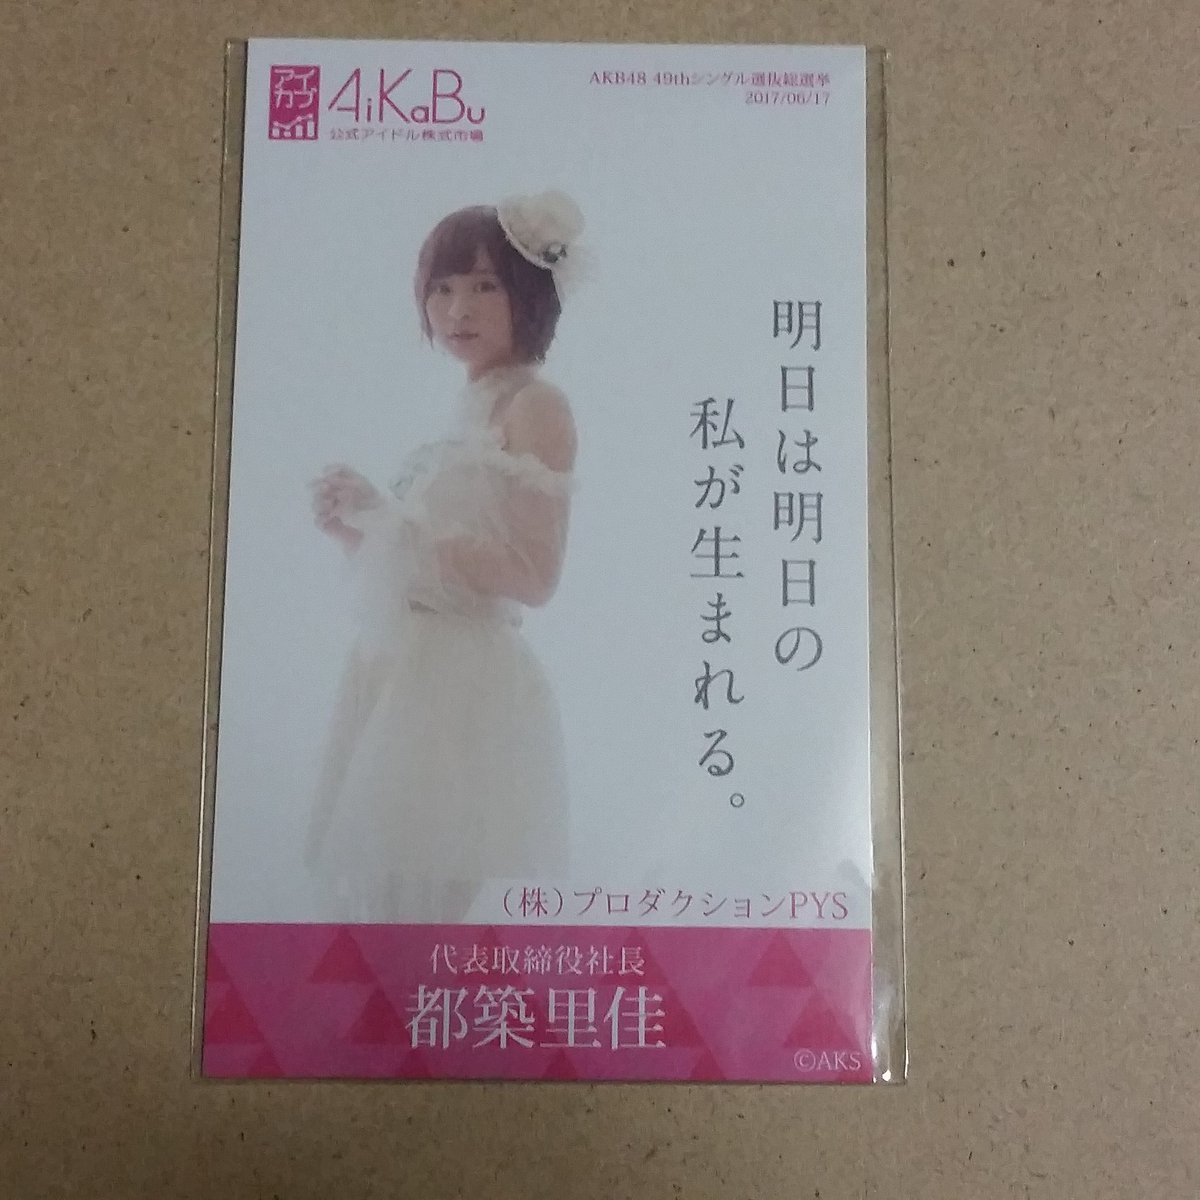 アイカブ
AiKaBu
公式アイドル株式市場
AKB48 49thシングル選抜総選挙
2017/06/17
明日は明日の
私が生まれる。
（株）プロダクションPYS
代表取締役社長
都築里佳
©AKS